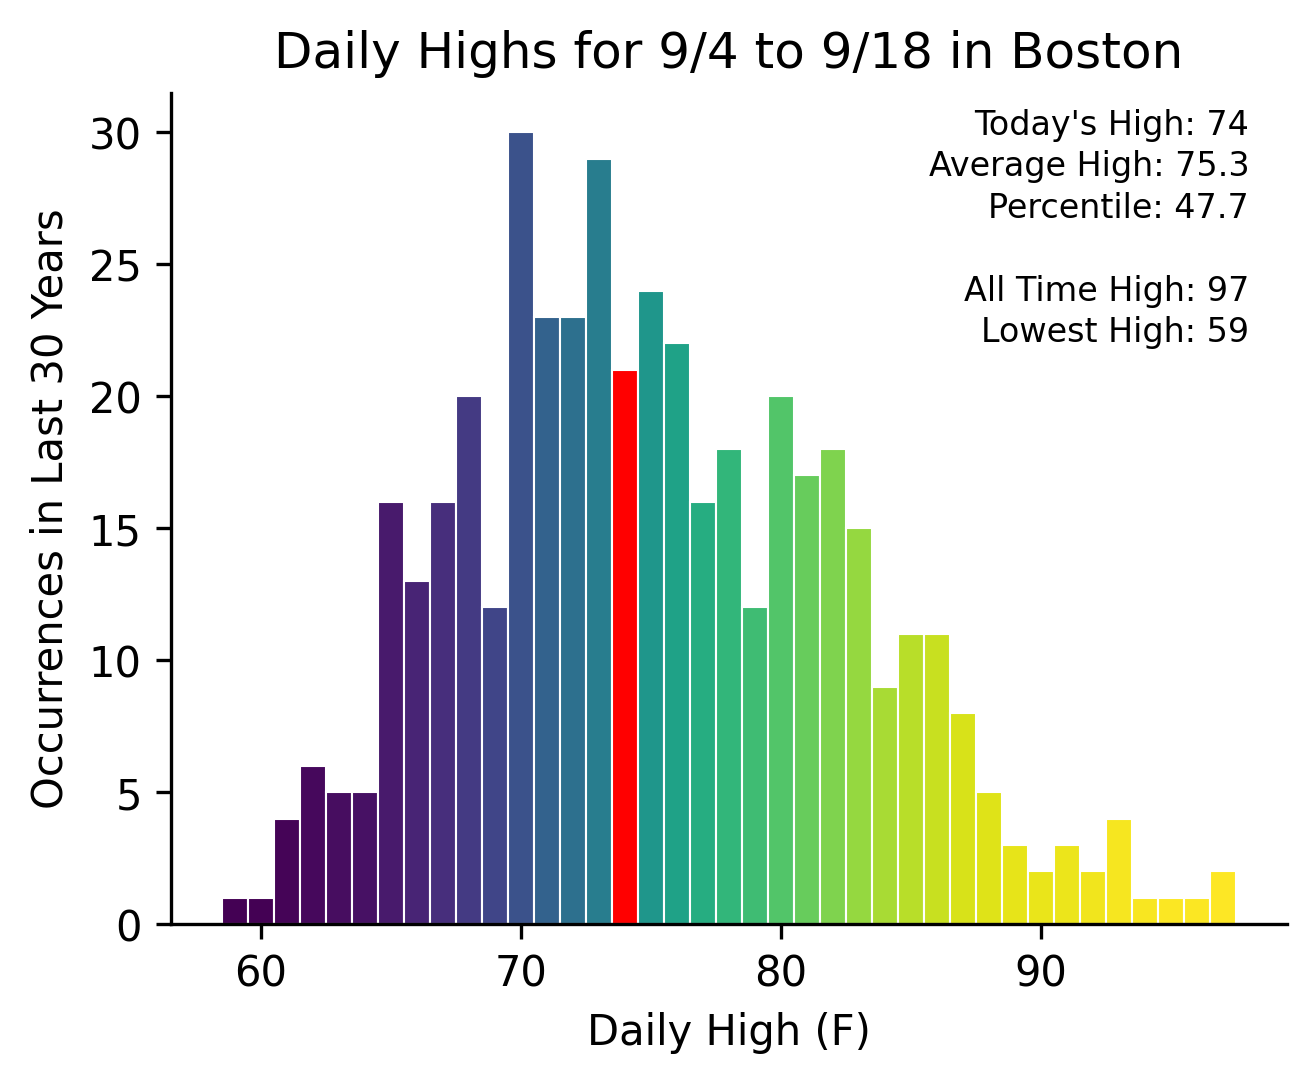 Daily Highs for 9/4 to 9/18 in Boston
Today's High: 74
Average High: 75.3
Percentile: 47.7
All Time High: 97
Lowest High: 59
Occurrences in Last 30 Years
30
25
20
15
10
5
0
60 70 80 90
Daily High (F)